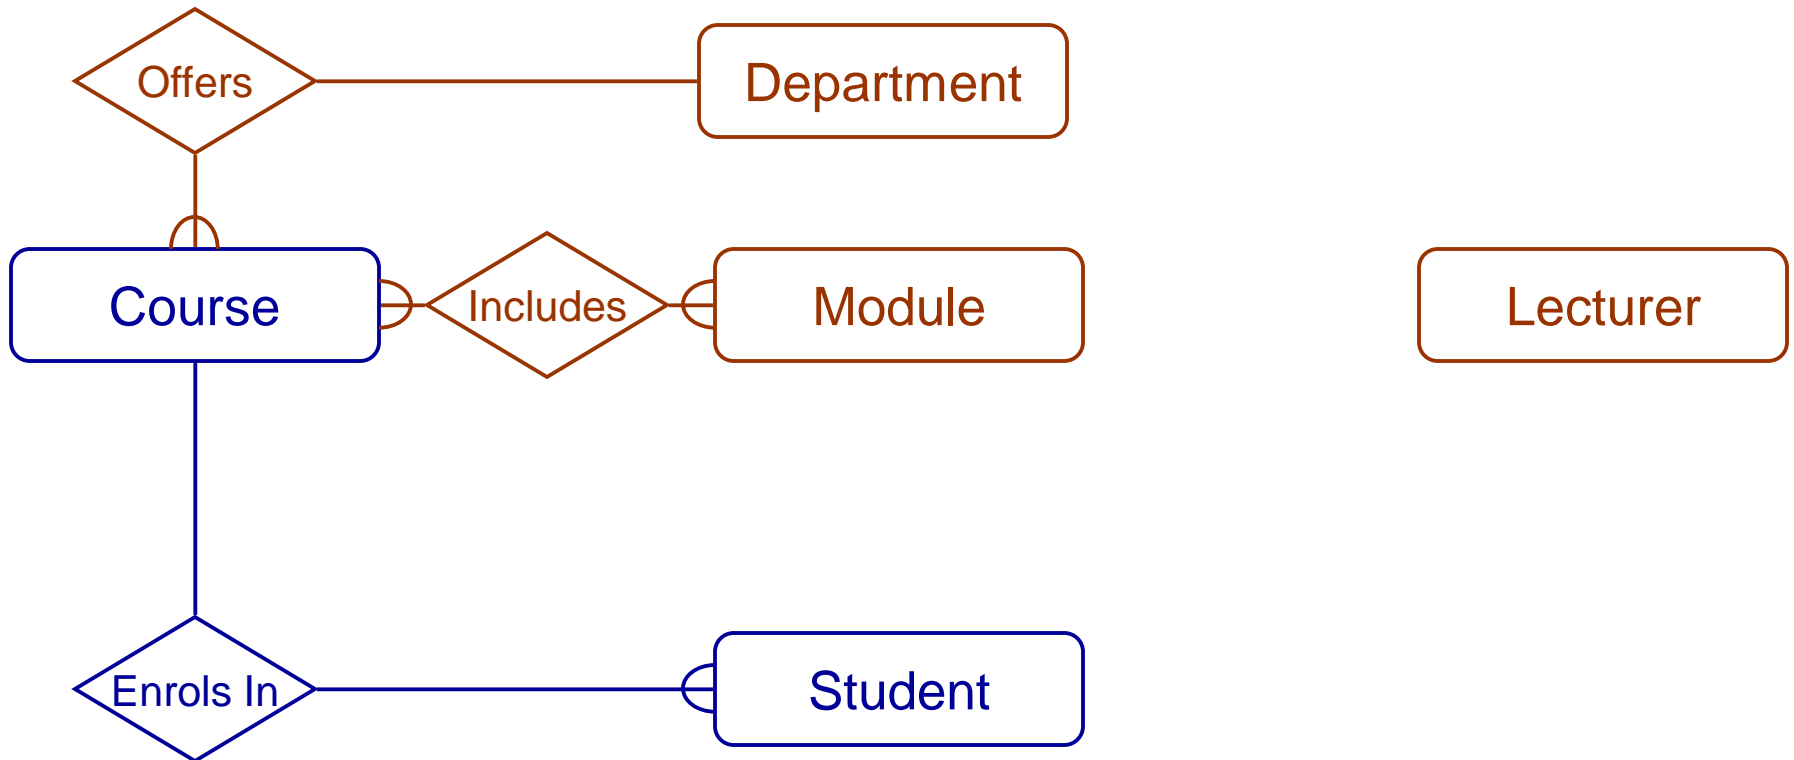 Offers
Department
Course
Includes
Module
Lecturer
Enrols In
Student